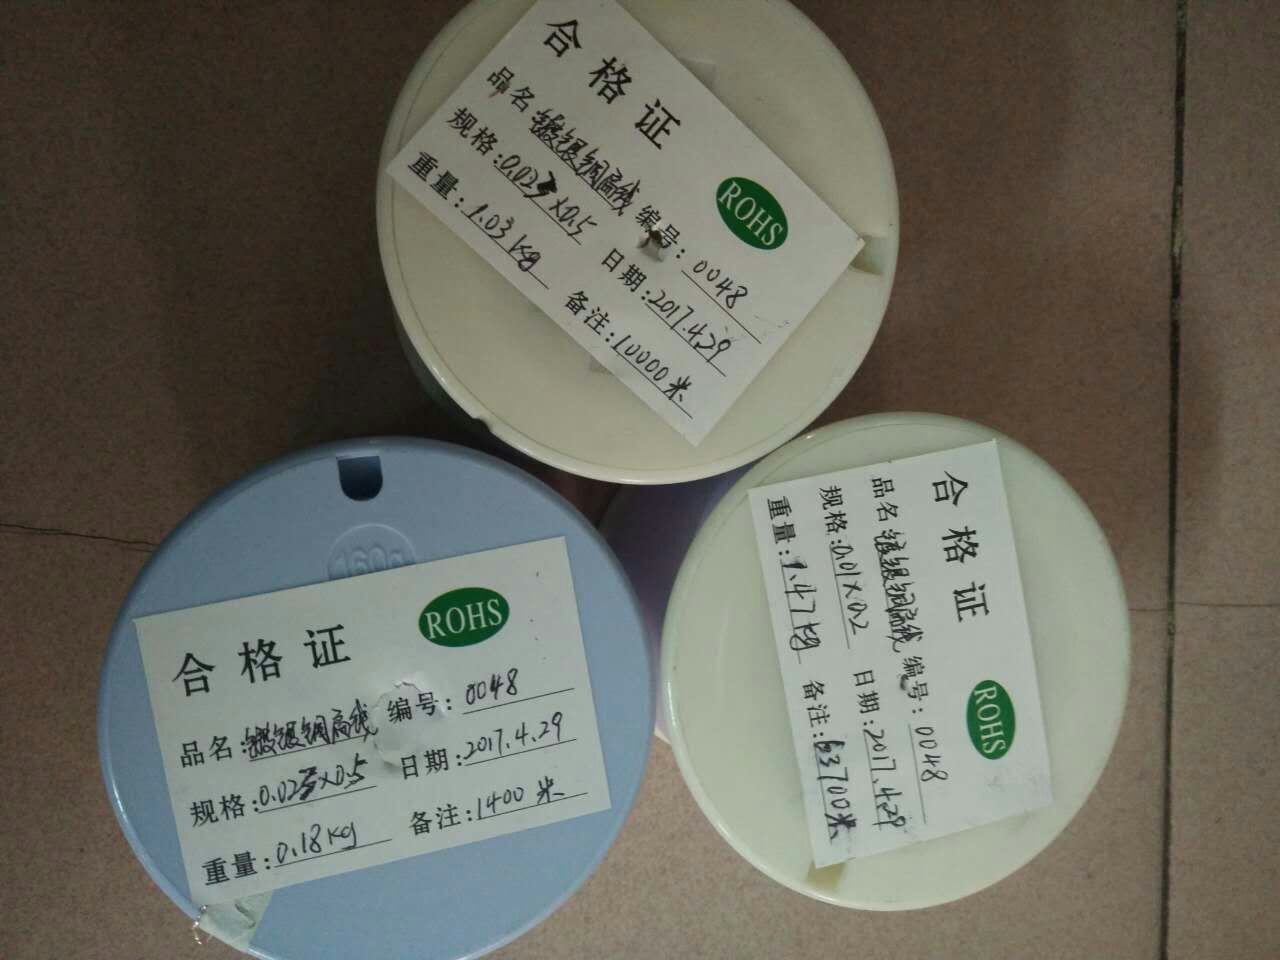 合格证
ROHS
品名:镀银铜扁线 编号:0048
规格:0.023×0.5 日期:2017.4.29
重量:1.03kg 备注:10000米
160g
合格证
ROHS
品名:镀银铜扁线 编号:0048
规格:0.023×0.5 日期:2017.4.29
重量:0.18kg 备注:1400米
合格证
ROHS
品名:镀银铜扁线 编号:0048
规格:0.01×0.2 日期:2017.4.29
重量:1.47kg 备注:63700米